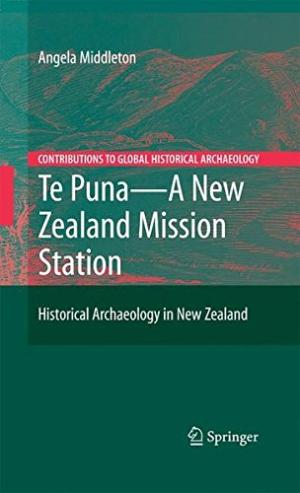 Angela Middleton
CONTRIBUTIONS TO GLOBAL HISTORICAL ARCHAEOLOGY
Te Puna—A New
Zealand Mission
Station
Historical Archaeology in New Zealand
Springer